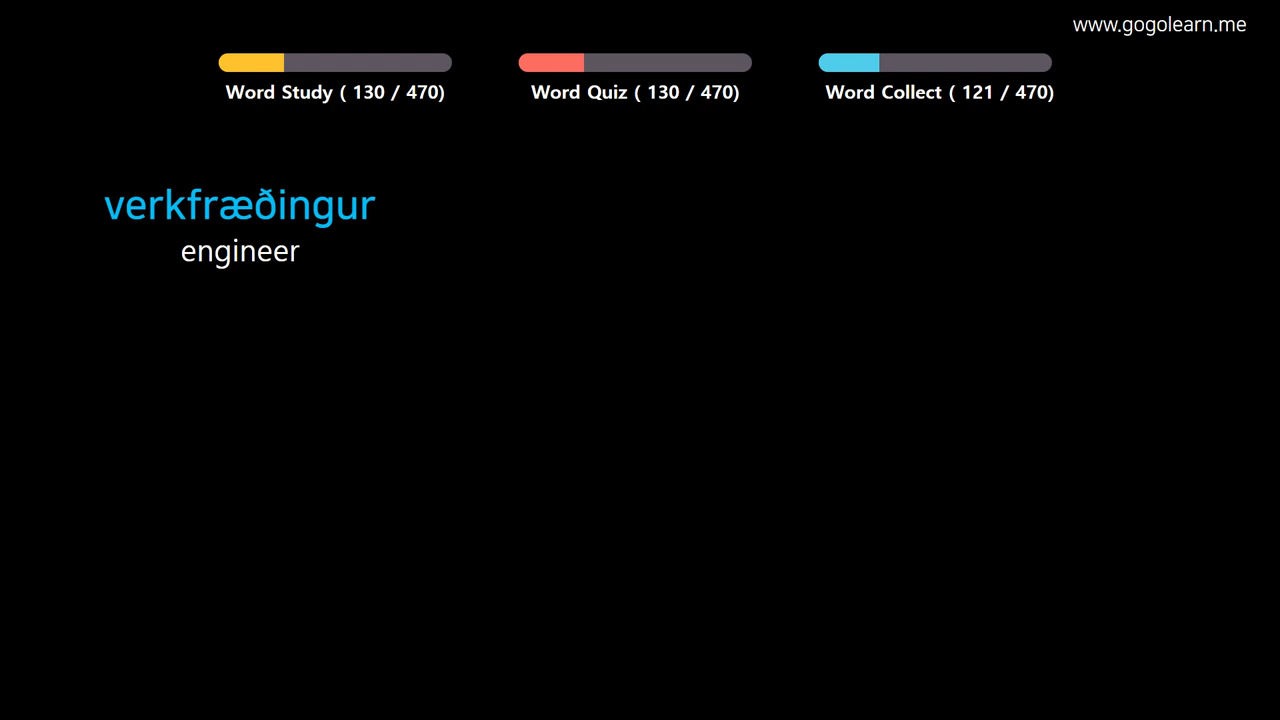 www.gogolearn.me
Word Study ( 130 / 470)
Word Quiz ( 130 / 470)
Word Collect ( 121 / 470)
verkfræðingur
engineer